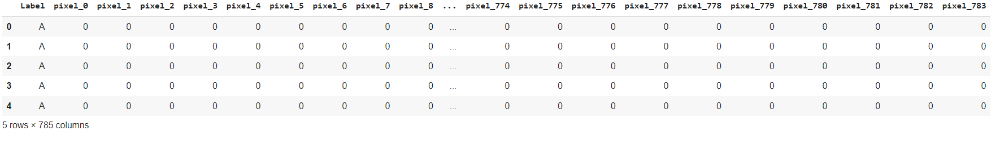 Label pixel_0 pixel_1 pixel_2 pixel_3 pixel_4 pixel_5 pixel_6 pixel_7 pixel_8 ... pixel_774 pixel_775 pixel_776 pixel_777 pixel_778 pixel_779 pixel_780 pixel_781 pixel_782 pixel_783
0 A 0 0 0 0 0 0 0 0 0 ... 0 0 0 0 0 0 0 0 0 0
1 A 0 0 0 0 0 0 0 0 0 ... 0 0 0 0 0 0 0 0 0 0
2 A 0 0 0 0 0 0 0 0 0 ... 0 0 0 0 0 0 0 0 0 0
3 A 0 0 0 0 0 0 0 0 0 ... 0 0 0 0 0 0 0 0 0 0
4 A 0 0 0 0 0 0 0 0 0 ... 0 0 0 0 0 0 0 0 0 0
5 rows × 785 columns